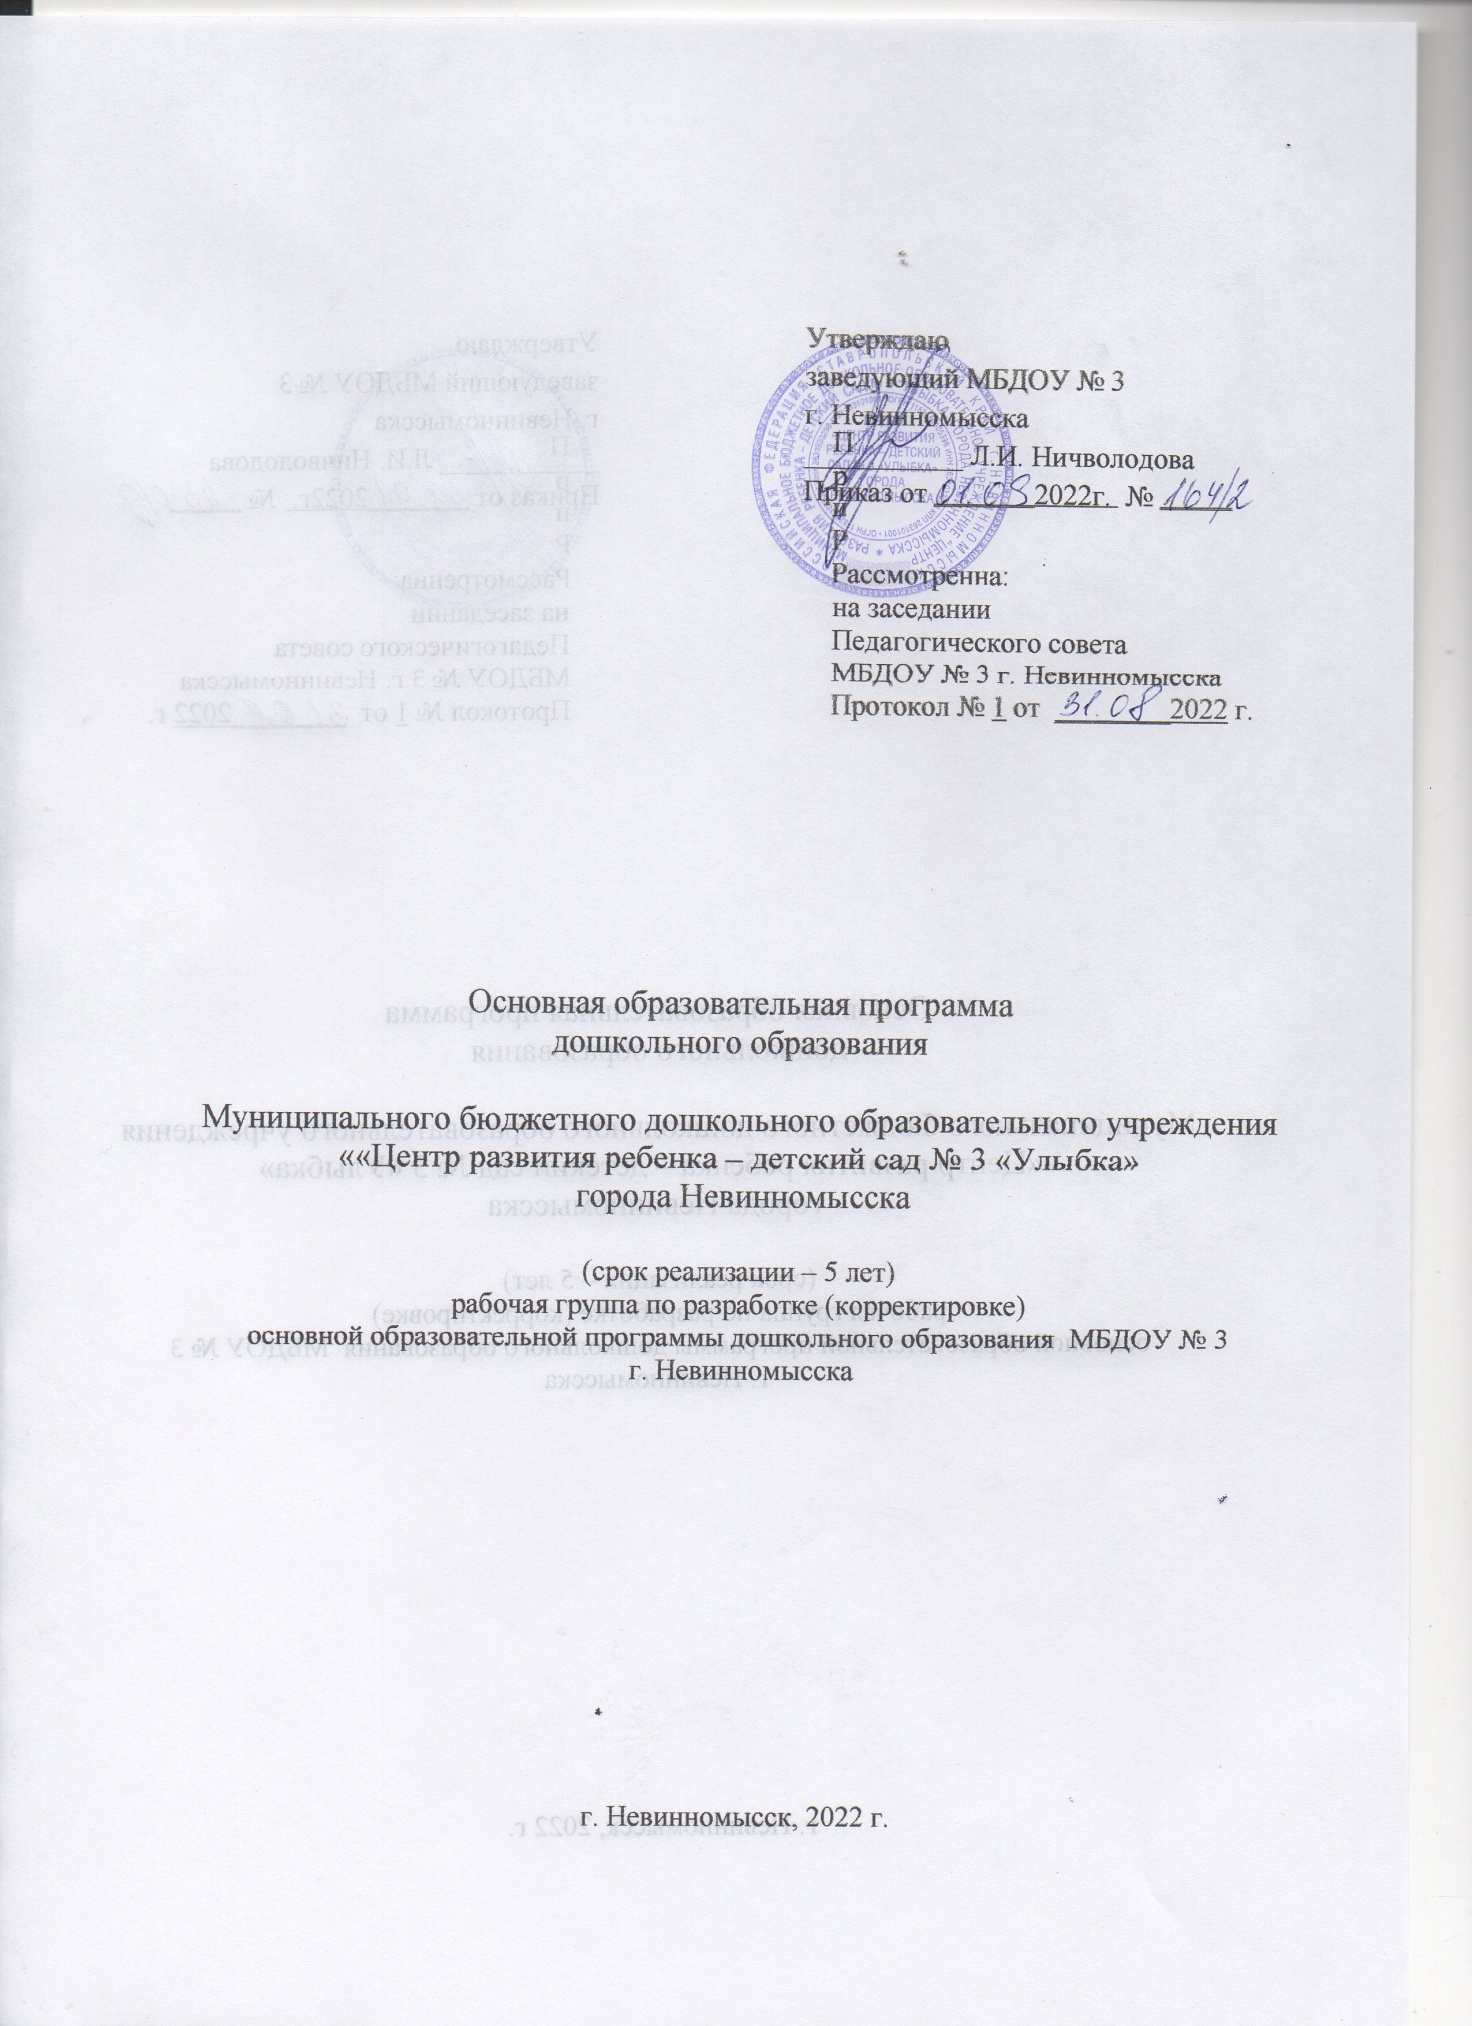 Утверждаю
заведующий МБДОУ № 3
г. Невинномысска
П
____________ Л.И. Ничволодова
р
Приказ от 01.09 2022г. № 164/2
и
Р
Рассмотренна:
на заседании
Педагогического совета
МБДОУ № 3 г. Невинномысска
Протокол № 1 от 31.08 2022 г.
Основная образовательная программа
дошкольного образования
Муниципального бюджетного дошкольного образовательного учреждения
««Центр развития ребенка – детский сад № 3 «Улыбка»
города Невинномысска
(срок реализации – 5 лет)
рабочая группа по разработке (корректировке)
основной образовательной программы дошкольного образования МБДОУ № 3
г. Невинномысска
г. Невинномысск, 2022 г.